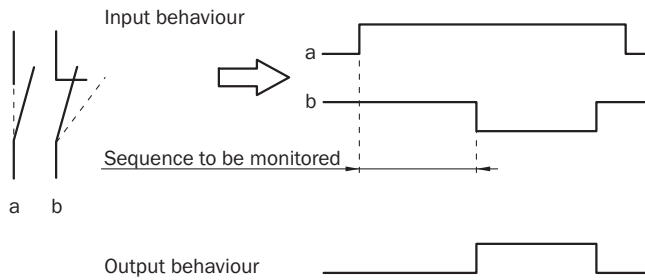 Input behaviour
a
b
Sequence to be monitored
a b
Output behaviour